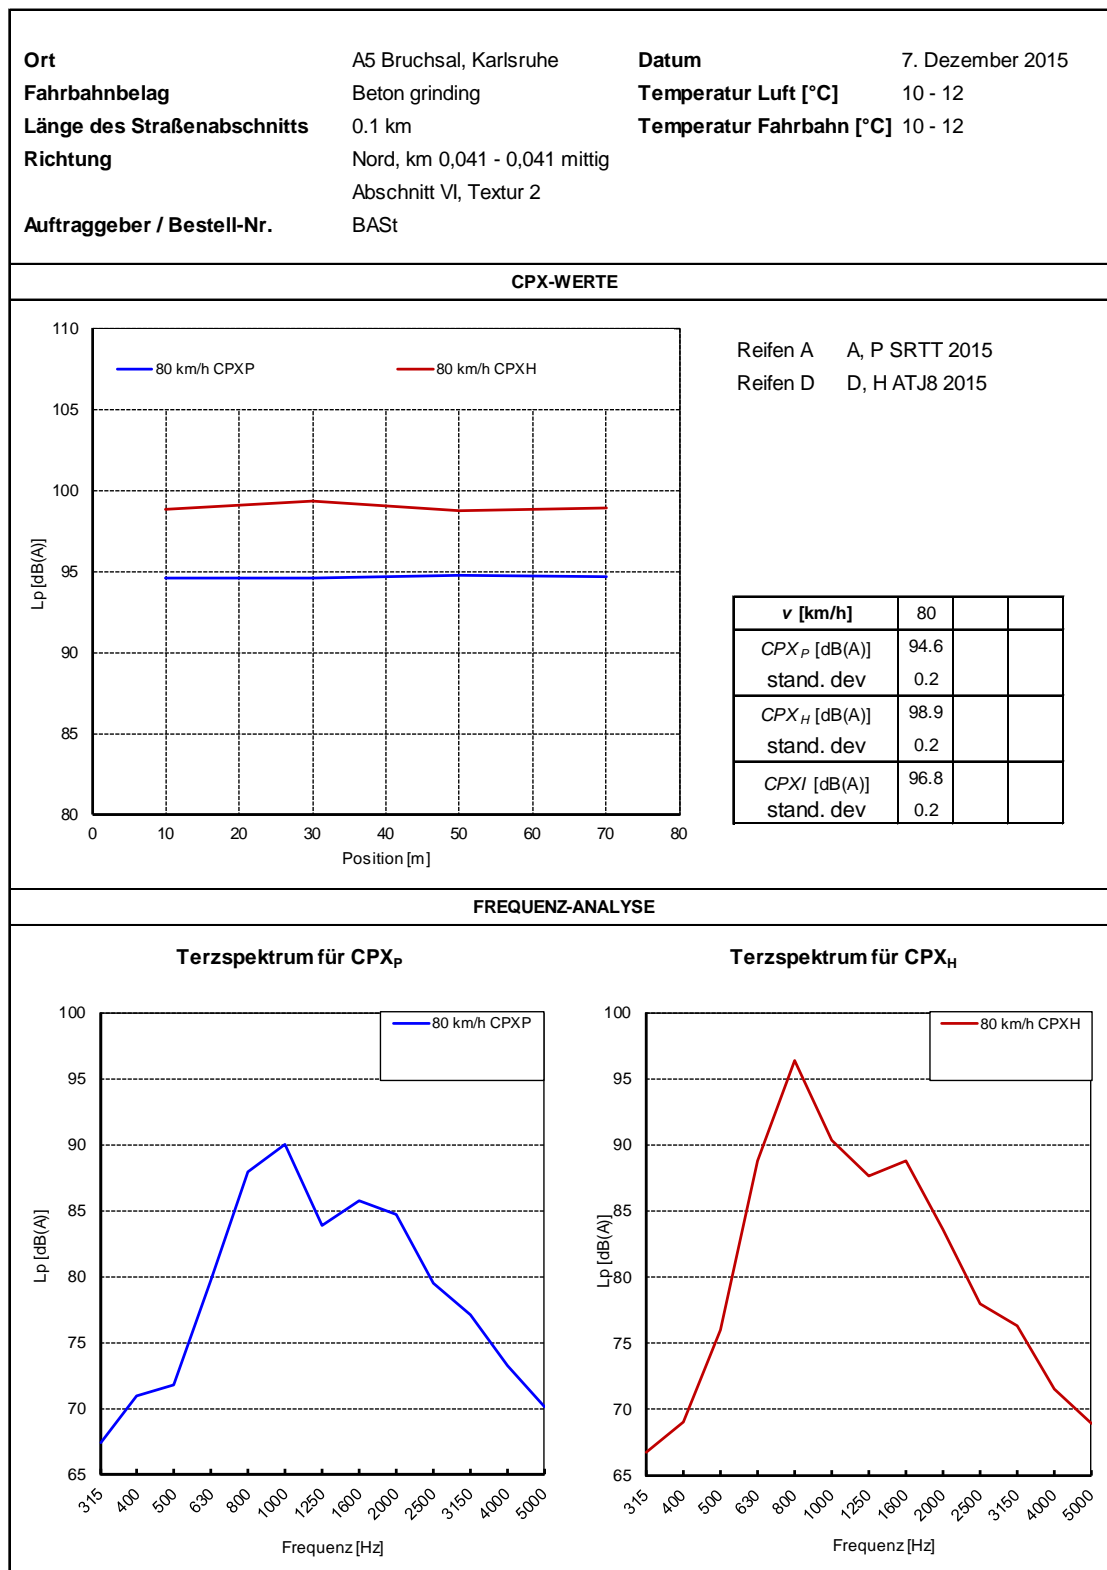 Ort A5 Bruchsal, Karlsruhe Datum 7. Dezember 2015
Fahrbahnbelag Beton grinding Temperatur Luft [°C] 10 - 12
Länge des Straßenabschnitts 0.1 km Temperatur Fahrbahn [°C] 10 - 12
Richtung Nord, km 0,041 - 0,041 mittig
Abschnitt VI, Textur 2
Auftraggeber / Bestell-Nr. BASt
CPX-WERTE
110
105
100
95
90
85
80
Lp [dB(A)]
80 km/h CPXP 80 km/h CPXH
0 10 20 30 40 50 60 70 80
Position [m]
Reifen A A, P SRTT 2015
Reifen D D, H ATJ8 2015
v [km/h] 80
CPX P [dB(A)] 94.6
stand. dev 0.2
CPX H [dB(A)] 98.9
stand. dev 0.2
CPXI [dB(A)] 96.8
stand. dev 0.2
FREQUENZ-ANALYSE
Terzspektrum für CPXP
100
95
90
85
80
75
70
65
Lp [dB(A)]
80 km/h CPXP
315 400 500 630 800 1000 1250 1600 2000 2500 3150 4000 5000
Frequenz [Hz]
Terzspektrum für CPXH
100
95
90
85
80
75
70
65
Lp [dB(A)]
80 km/h CPXH
315 400 500 630 800 1000 1250 1600 2000 2500 3150 4000 5000
Frequenz [Hz]